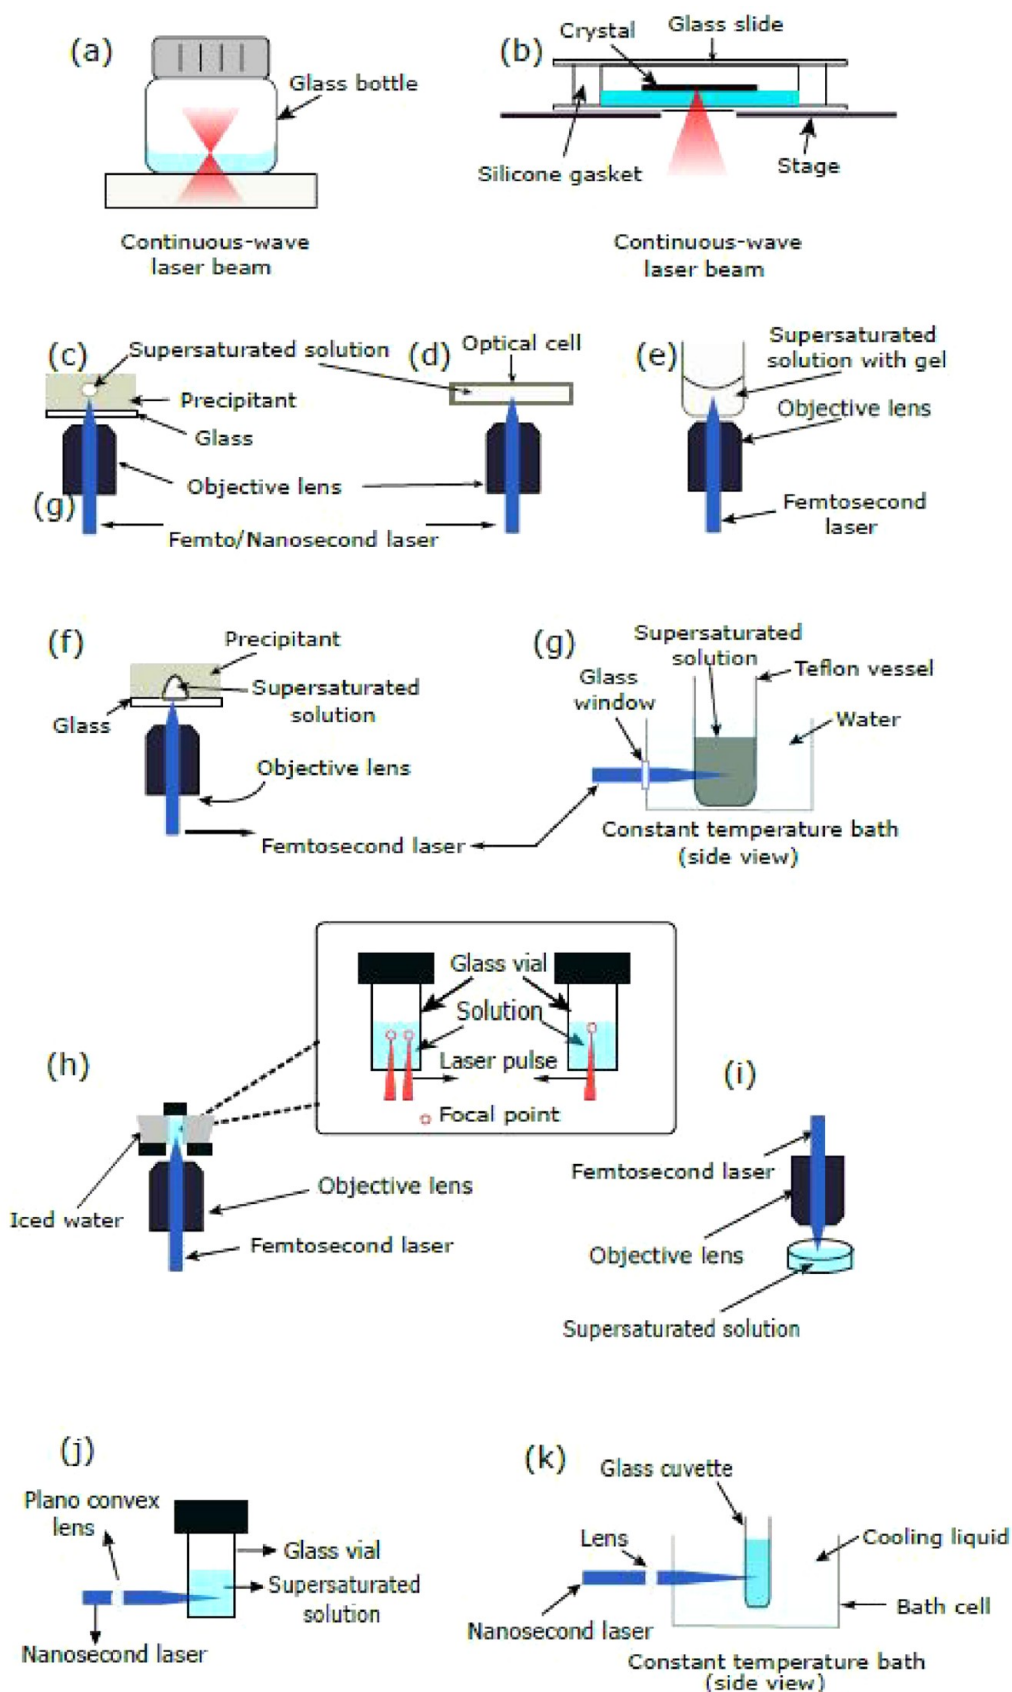 (a)
Glass bottle
Continuous-wave
laser beam
(b)
Crystal
Glass slide
Silicone gasket
Stage
Continuous-wave
laser beam
(c)
Supersaturated solution
Precipitant
Glass
Objective lens
(g)
Femto/Nanosecond laser
(d)
Optical cell
(e)
Supersaturated
solution with gel
Objective lens
Femtosecond
laser
(f)
Precipitant
Supersaturated
solution
Glass
Objective lens
Femtosecond laser
(g)
Supersaturated
solution
Glass
window
Teflon vessel
Water
Constant temperature bath
(side view)
(h)
Glass vial
Solution
Laser pulse
Focal point
Iced water
Objective lens
Femtosecond laser
(i)
Femtosecond
laser
Objective
lens
Supersaturated solution
(j)
Plano convex
lens
Glass vial
Supersaturated
solution
Nanosecond laser
(k)
Glass cuvette
Lens
Cooling liquid
Nanosecond laser
Bath cell
Constant temperature bath
(side view)